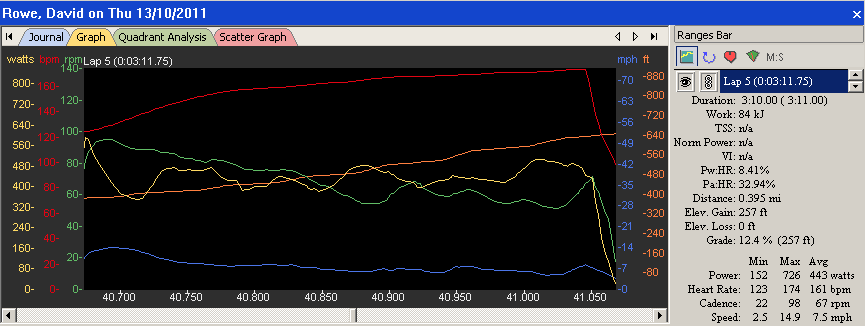 Rowe, David on Thu 13/10/2011
Journal Graph Quadrant Analysis Scatter Graph
Ranges Bar
M:S
watts bpm rpm Lap 5 (0:03:11.75) mph ft
Lap 5 (0:03:11.75)
140-
800- 160- 120- -70 -880
720- 140- -63 -800
640- 100- -56 -720
560- 120- -49 -640
480- 100- 80- -42 -560
400- 80- 60- -35 -480
320- 60- -28 -400
240- 40- 40- -21 -320
160- -14 -240
80- 20- 20- -7 -160
0- 0- 0- -0 -80
40.700 40.750 40.800 40.850 40.900 40.950 41.000 41.050
Duration: 3:10.00 ( 3:11.00)
Work: 84 kJ
TSS: n/a
Norm Power: n/a
VI: n/a
Pw:HR: 8.41%
Pa:HR: 32.94%
Distance: 0.395 mi
Elev. Gain: 257 ft
Elev. Loss: 0 ft
Grade: 12.4 % (257 ft)
Min Max Avg
Power: 152 726 443 watts
Heart Rate: 123 174 161 bpm
Cadence: 22 98 67 rpm
Speed: 2.5 14.9 7.5 mph